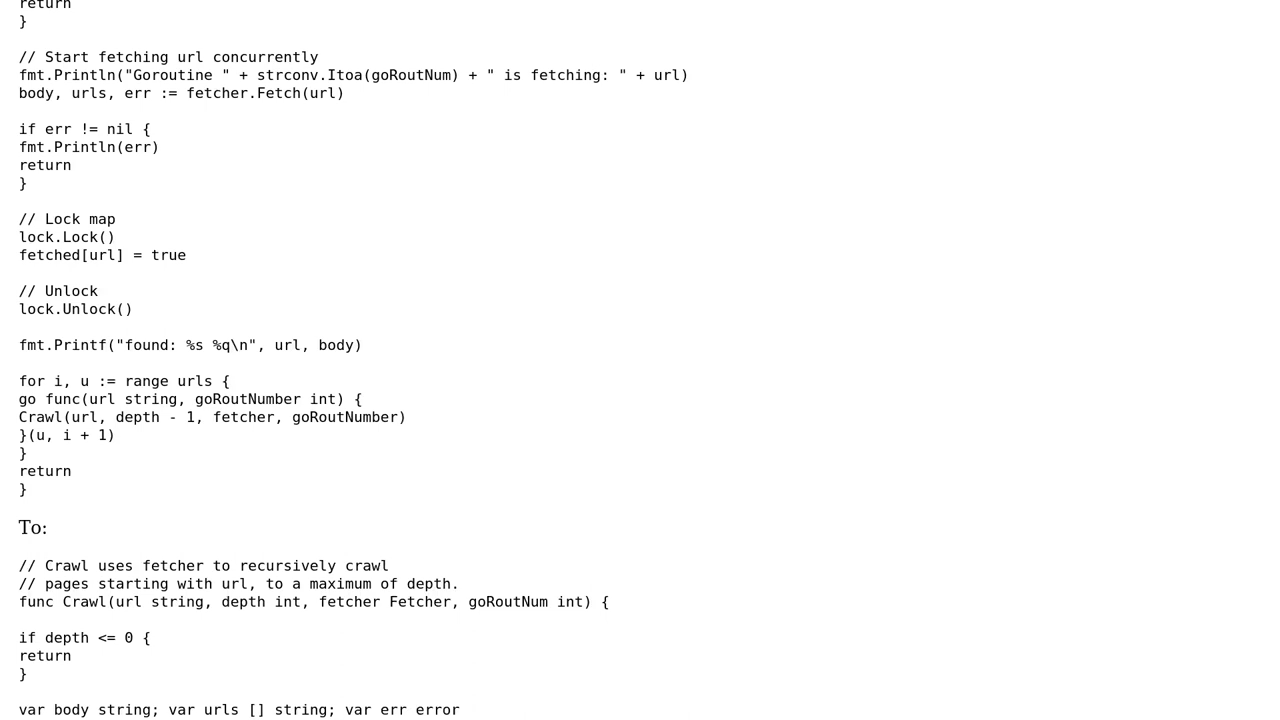 return
}
// Start fetching url concurrently
fmt.Println("Goroutine " + strconv.Itoa(goRoutNum) + " is fetching: " + url)
body, urls, err := fetcher.Fetch(url)
if err != nil {
fmt.Println(err)
return
}
// Lock map
lock.Lock()
fetched[url] = true
// Unlock
lock.Unlock()
fmt.Printf("found: %s %q\n", url, body)
for i, u := range urls {
go func(url string, goRoutNumber int) {
Crawl(url, depth - 1, fetcher, goRoutNumber)
}(u, i + 1)
}
return
}
To:
// Crawl uses fetcher to recursively crawl
// pages starting with url, to a maximum of depth.
func Crawl(url string, depth int, fetcher Fetcher, goRoutNum int) {
if depth <= 0 {
return
}
var body string; var urls [] string; var err error